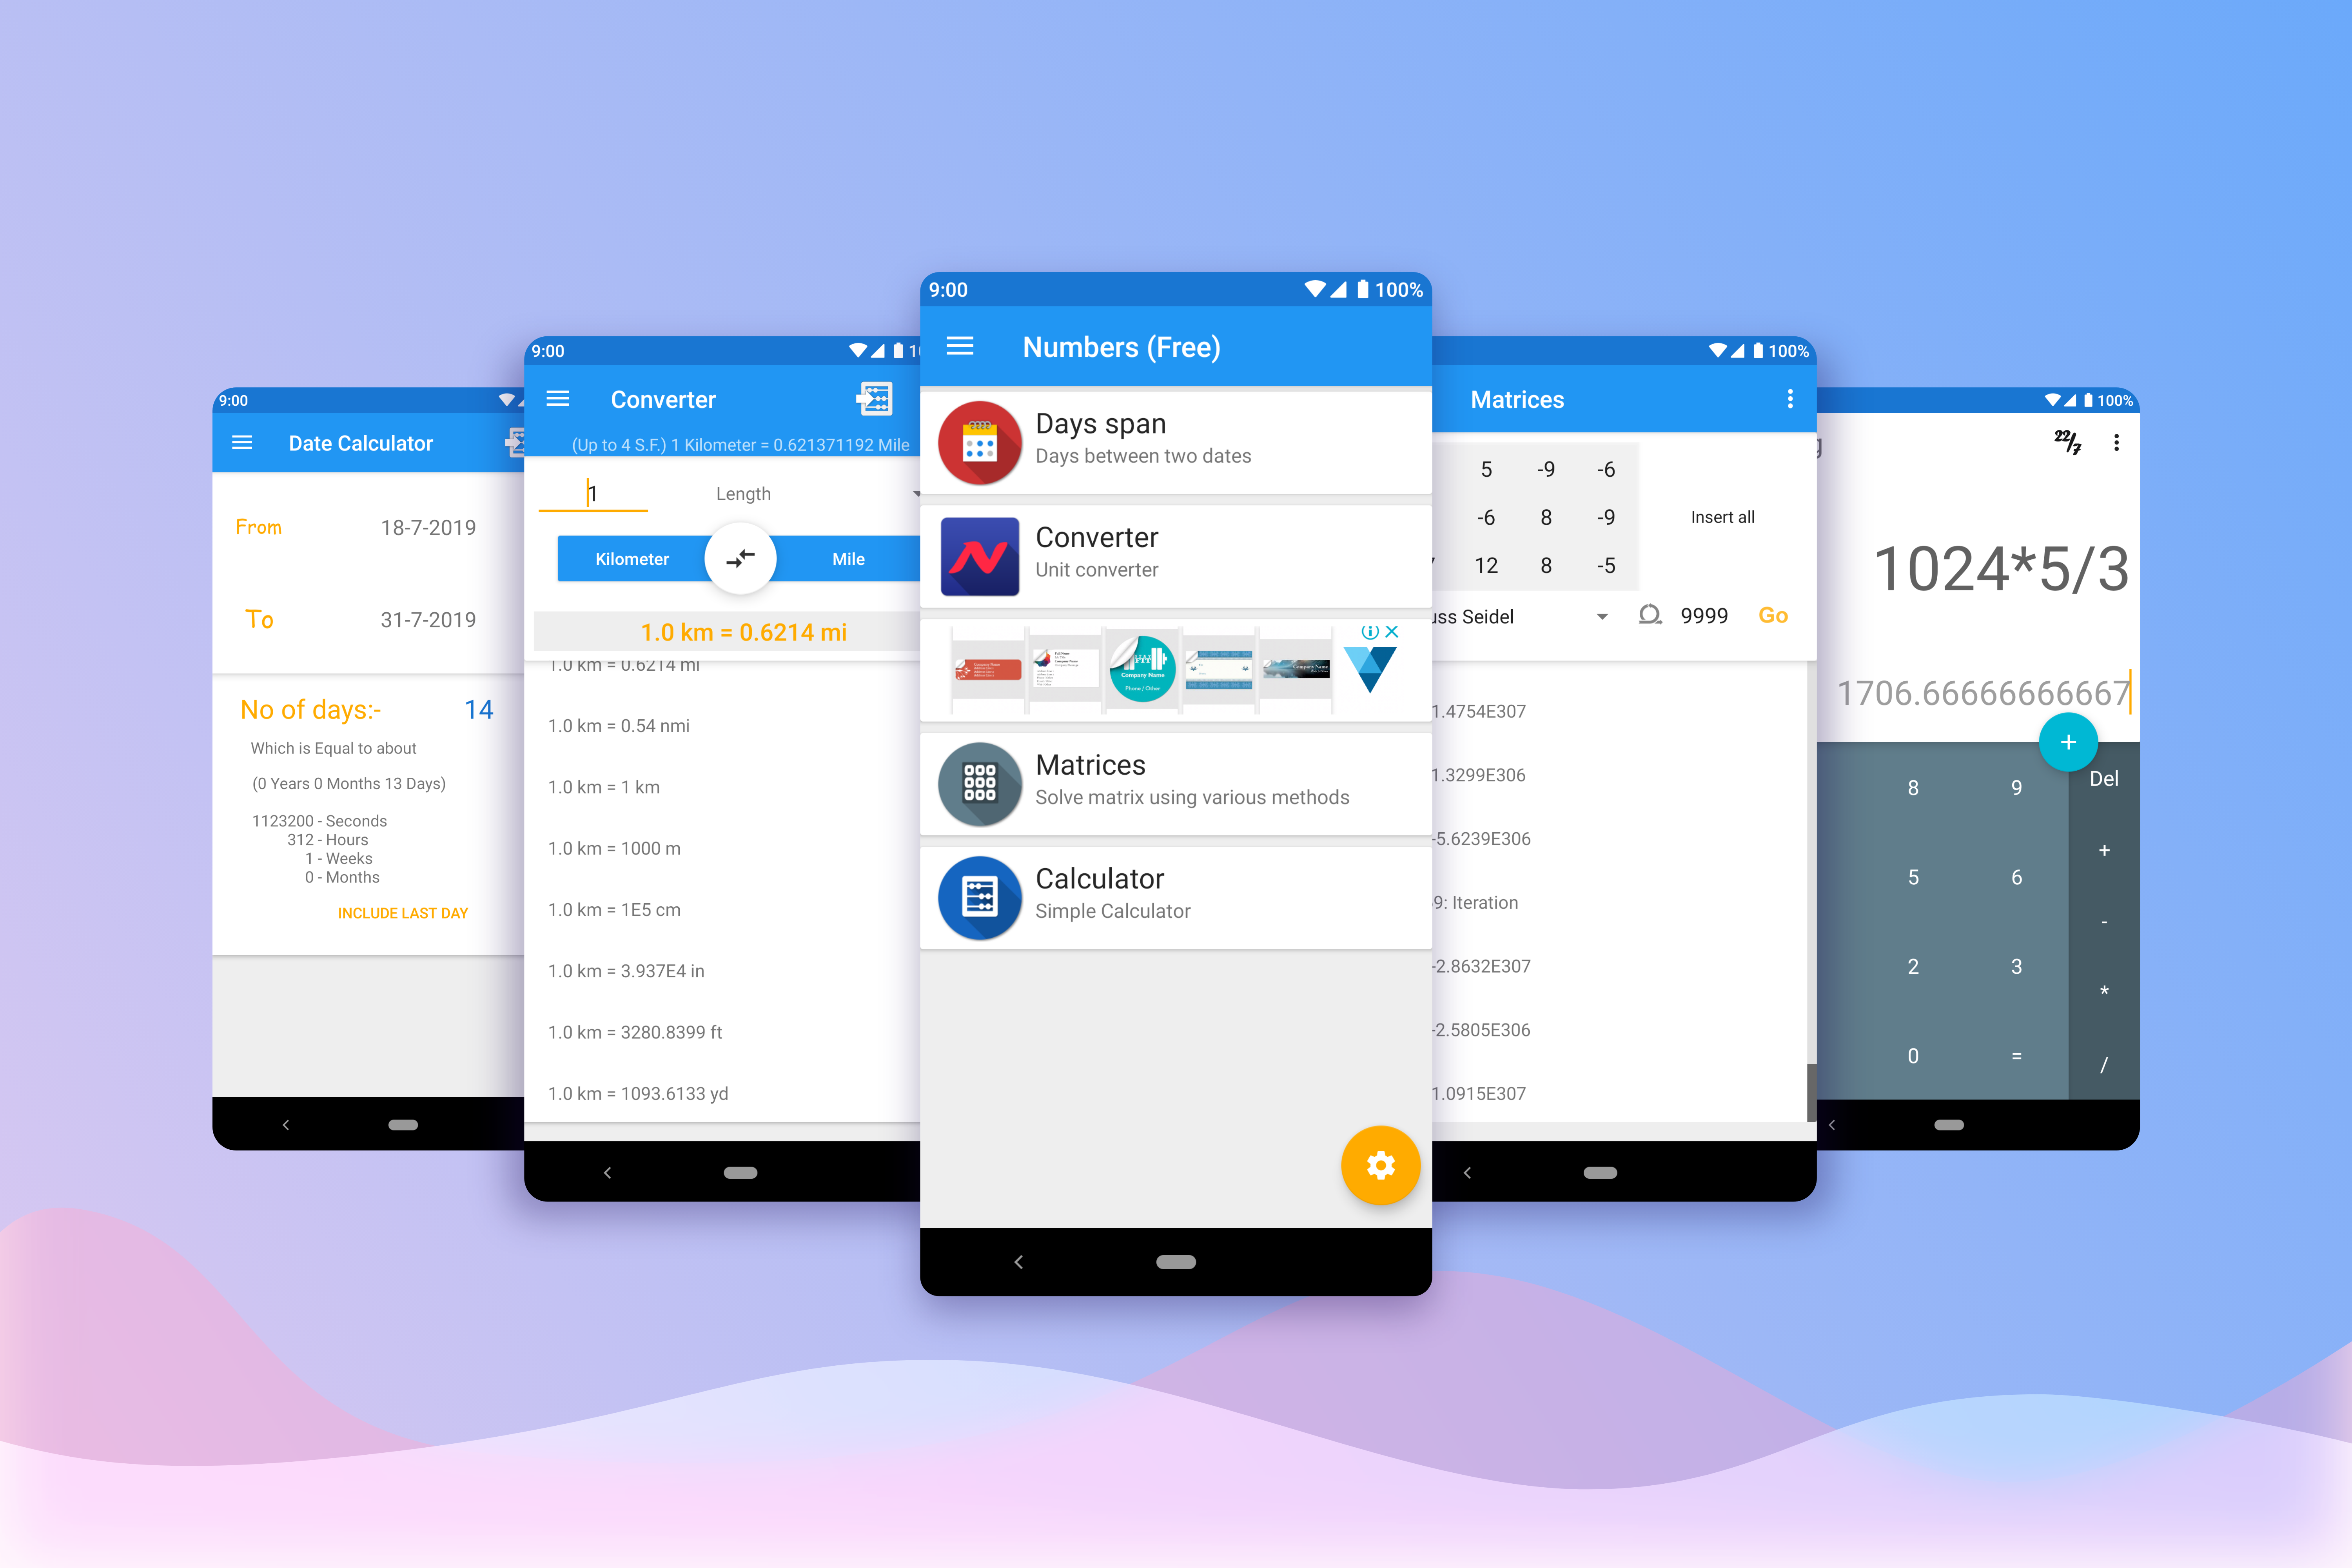 9:00
Date Calculator
From 18-7-2019
To 31-7-2019
No of days:- 14
Which is Equal to about
(0 Years 0 Months 13 Days)
1123200 - Seconds
312 - Hours
1 - Weeks
0 - Months
INCLUDE LAST DAY
9:00 10
Converter
(Up to 4 S.F.) 1 Kilometer = 0.621371192 Mile
1 Length
Kilometer Mile
1.0 km = 0.6214 mi
1.0 km = 0.6214 mi
1.0 km = 0.54 nmi
1.0 km = 1 km
1.0 km = 1000 m
1.0 km = 1E5 cm
1.0 km = 3.937E4 in
1.0 km = 3280.8399 ft
1.0 km = 1093.6133 yd
9:00 100%
Numbers (Free)
Days span
Days between two dates
Converter
Unit converter
Company Name
Phone / Other
Matrices
Solve matrix using various methods
Calculator
Simple Calculator
100%
Matrices
5 -9 -6
-6 8 -9
12 8 -5
Insert all
uss Seidel 9999 Go
1.4754E307
1.3299E306
-5.6239E306
9: Iteration
-2.8632E307
-2.5805E306
1.0915E307
100%
22/7
1024*5/3
1706.66666666667
+
8 9 Del
+
5 6
-
2 3
*
0 =
/